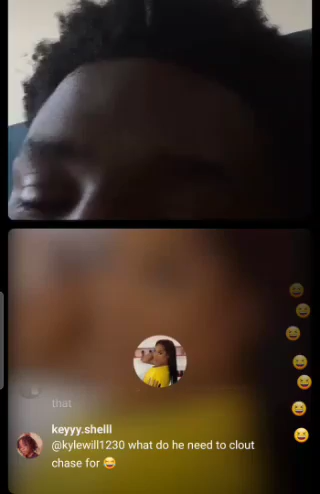 that
keyyy.shelll
@kylewill1230 what do he need to clout
chase for 😂